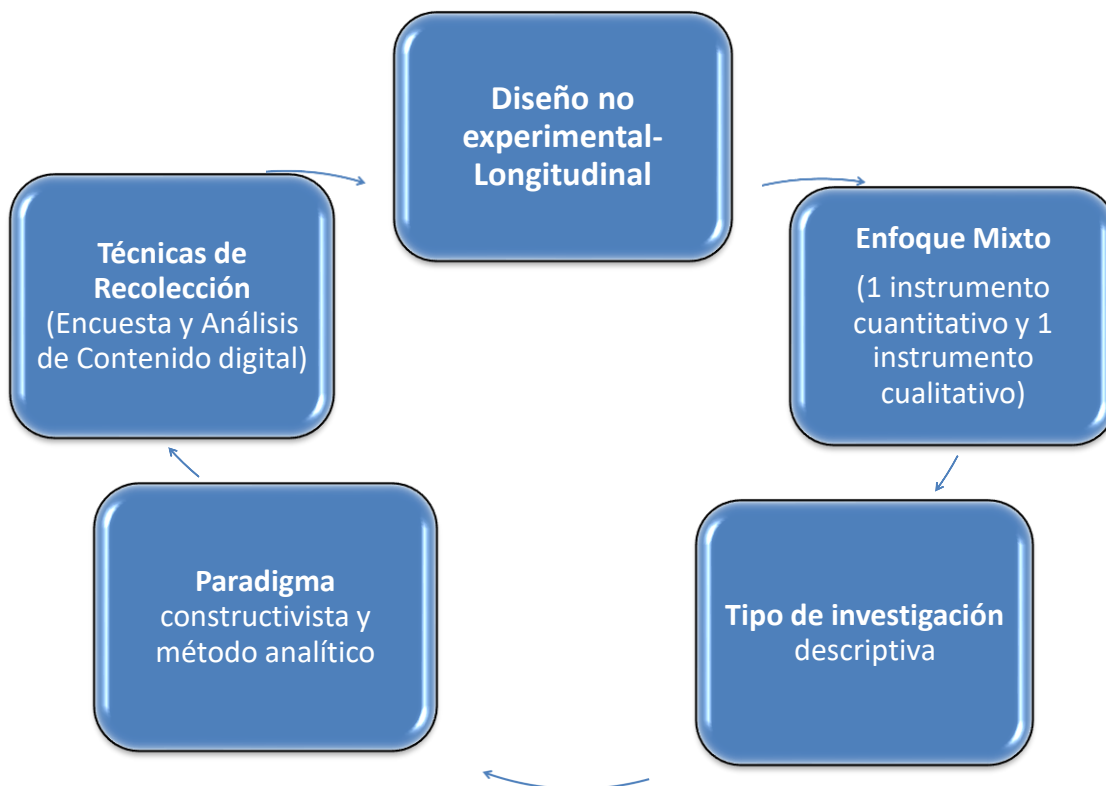 Diseño no
experimental-
Longitudinal
Enfoque Mixto
(1 instrumento
cuantitativo y 1
instrumento
cualitativo)
Tipo de investigación
descriptiva
Paradigma
constructivista y
método analítico
Técnicas de
Recolección
(Encuesta y Análisis
de Contenido digital)